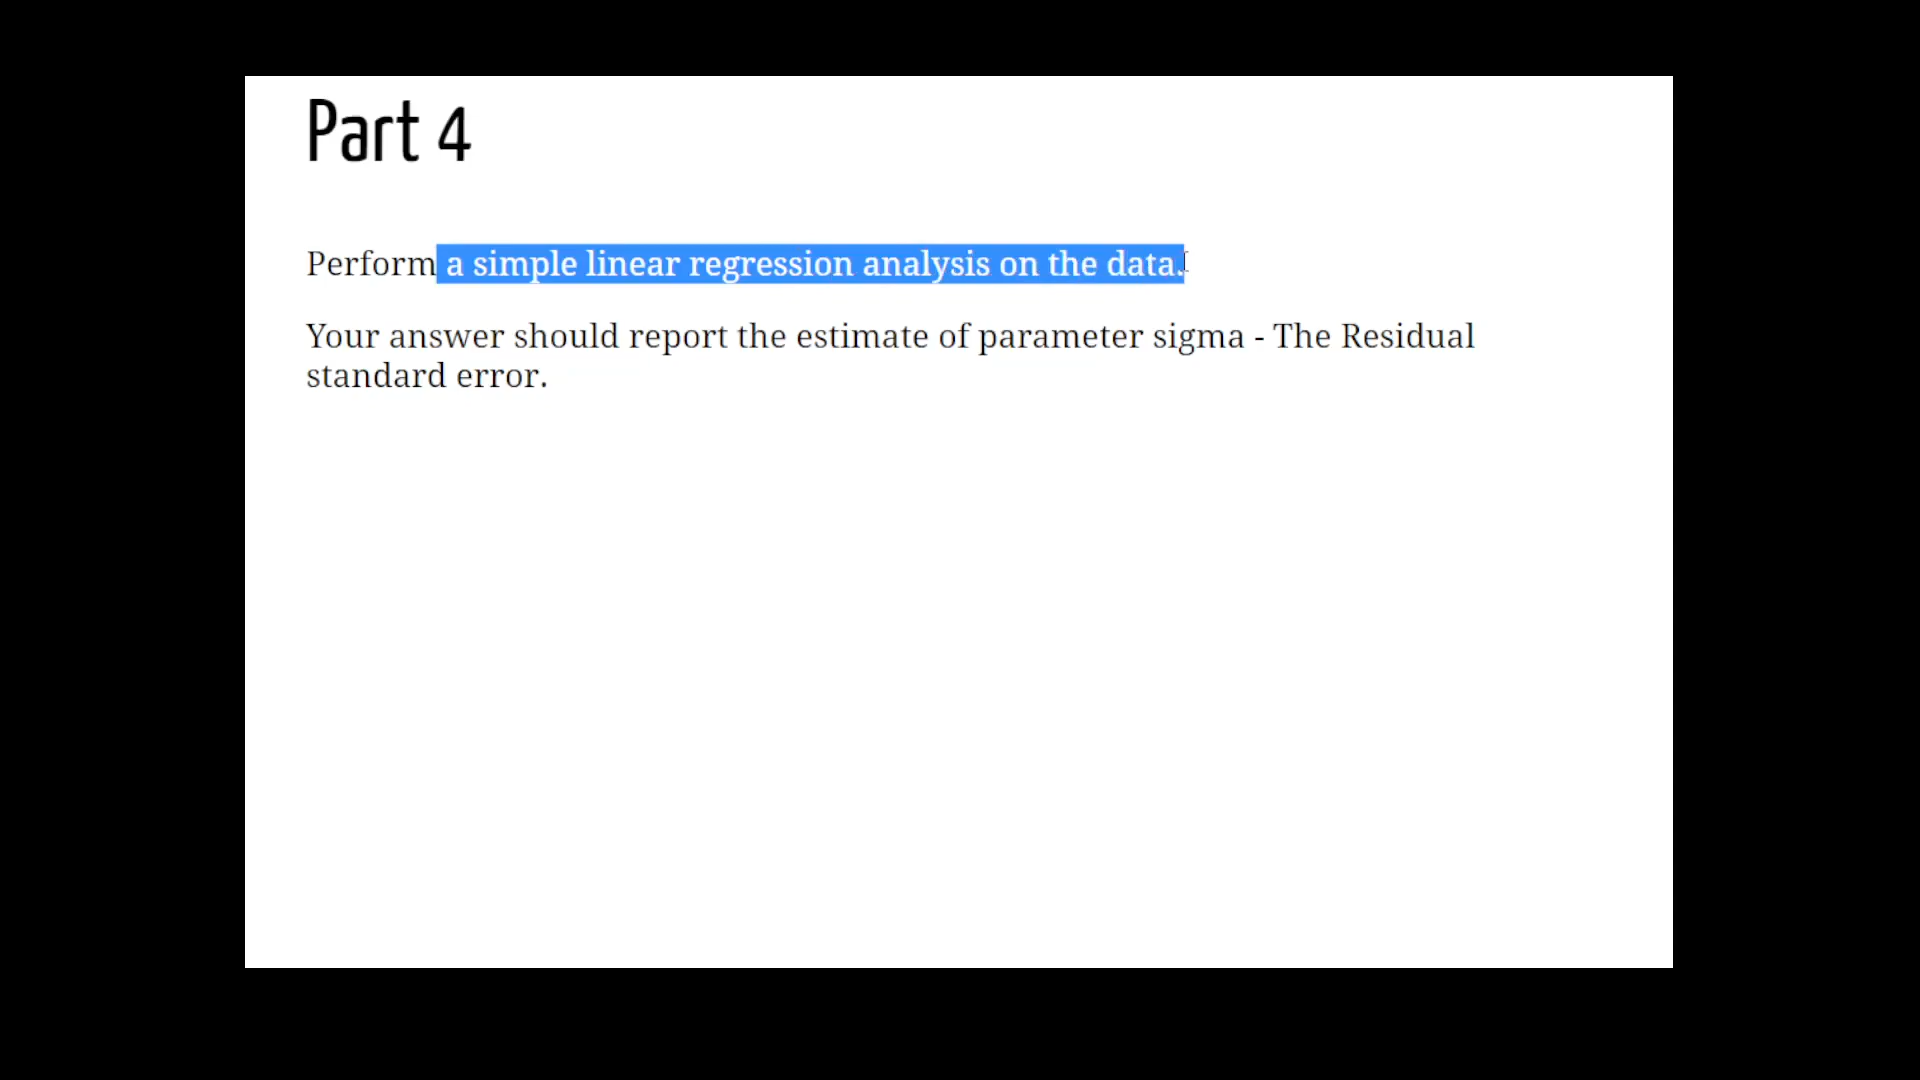 Part 4
Perform a simple linear regression analysis on the data.
Your answer should report the estimate of parameter sigma - The Residual
standard error.